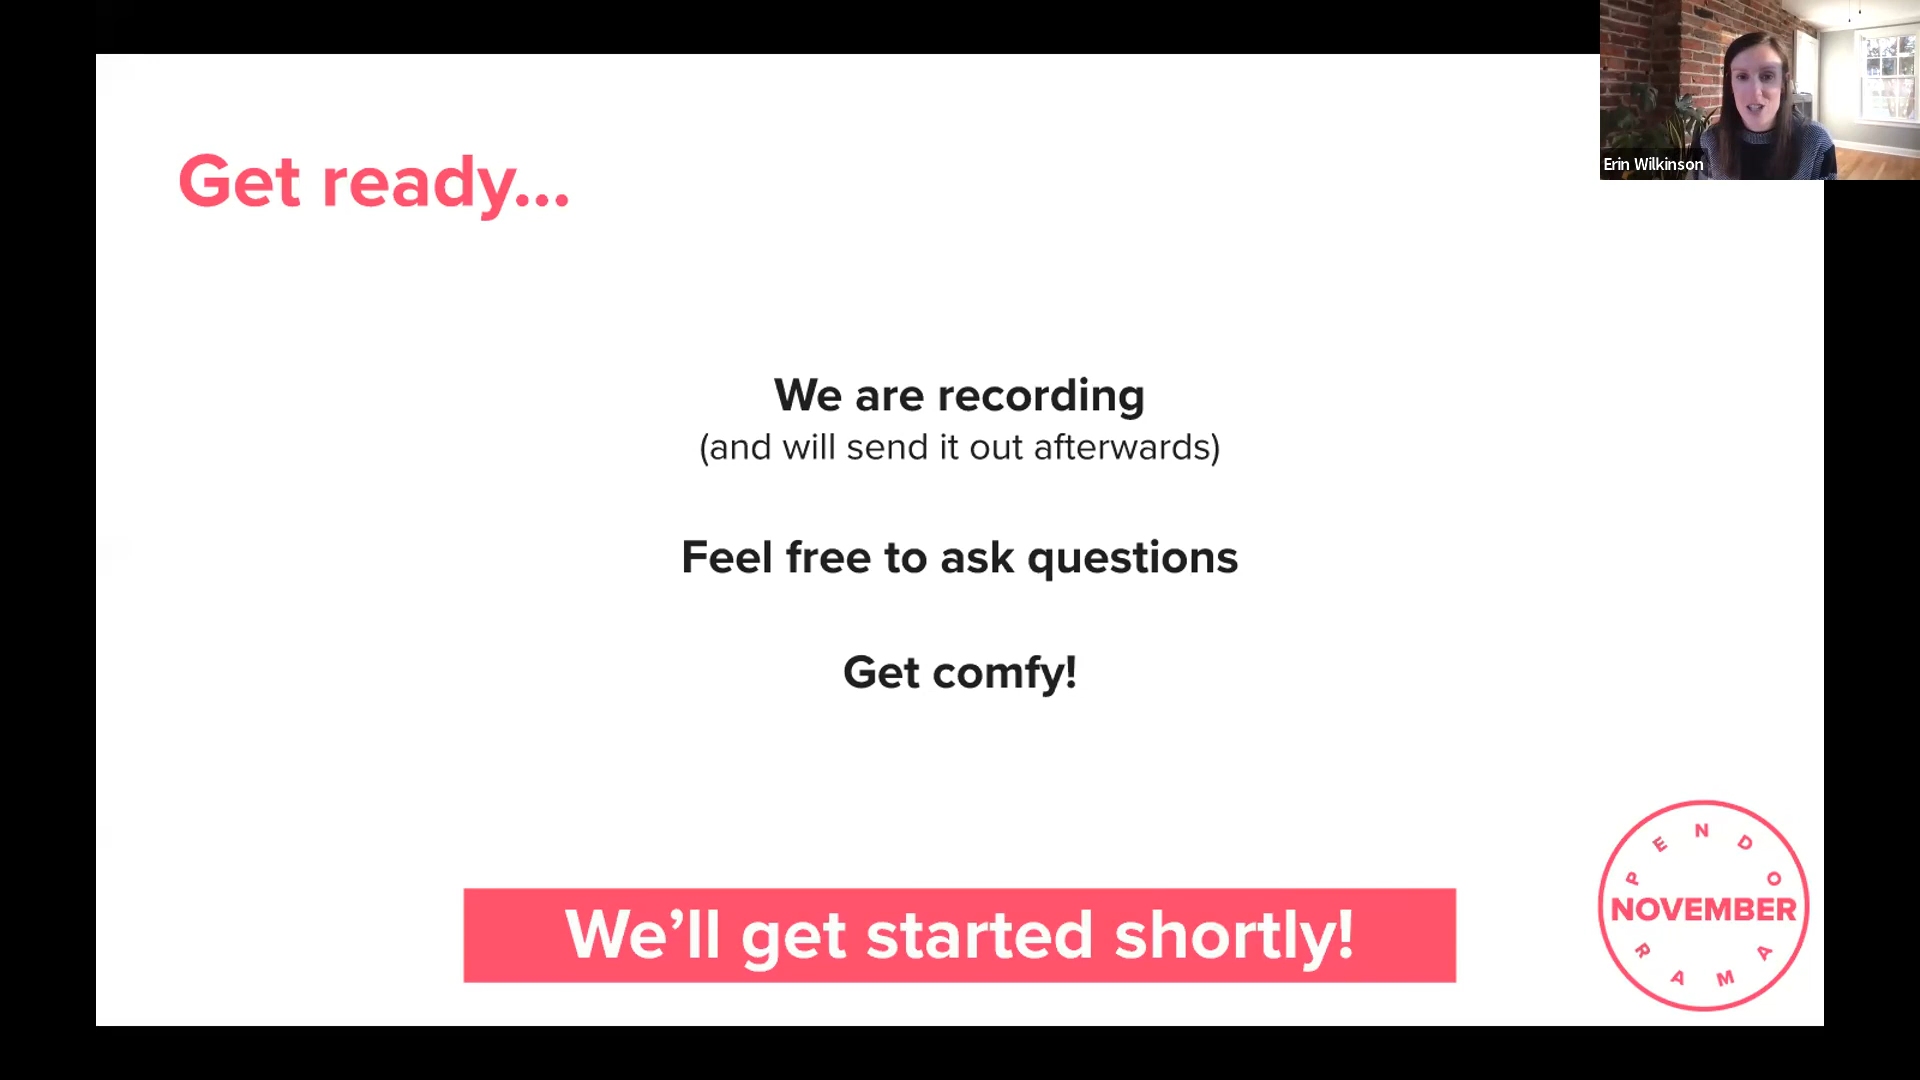 Get ready...
Erin Wilkinson
We are recording
(and will send it out afterwards)
Feel free to ask questions
Get comfy!
We’ll get started shortly!
PENDO
NOVEMBER
RAMA